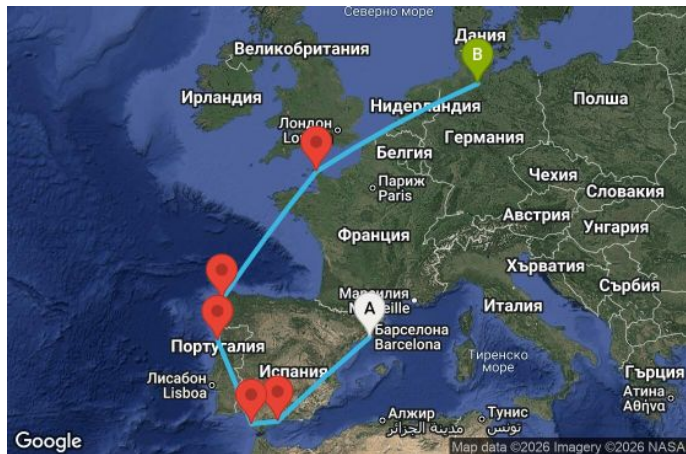 Северно море
Дания
B
Великобритания
Ирландия
Нидерландия
Полша
Лондон
Германия
Белгия
Чехия
Париж
Paris
Словакия
Австрия
Унгария
Франция
Хърватия
Сърбия
A
Италия
Барселона
Barcelona
Португалия
Тиренско
море
Гърция
Испания
Лисабон
Lisboa
Атина
Αθήνα
Алжир
الجزائر
Тунис
تونس
Google
Map data ©2026 Imagery ©2026 NASA